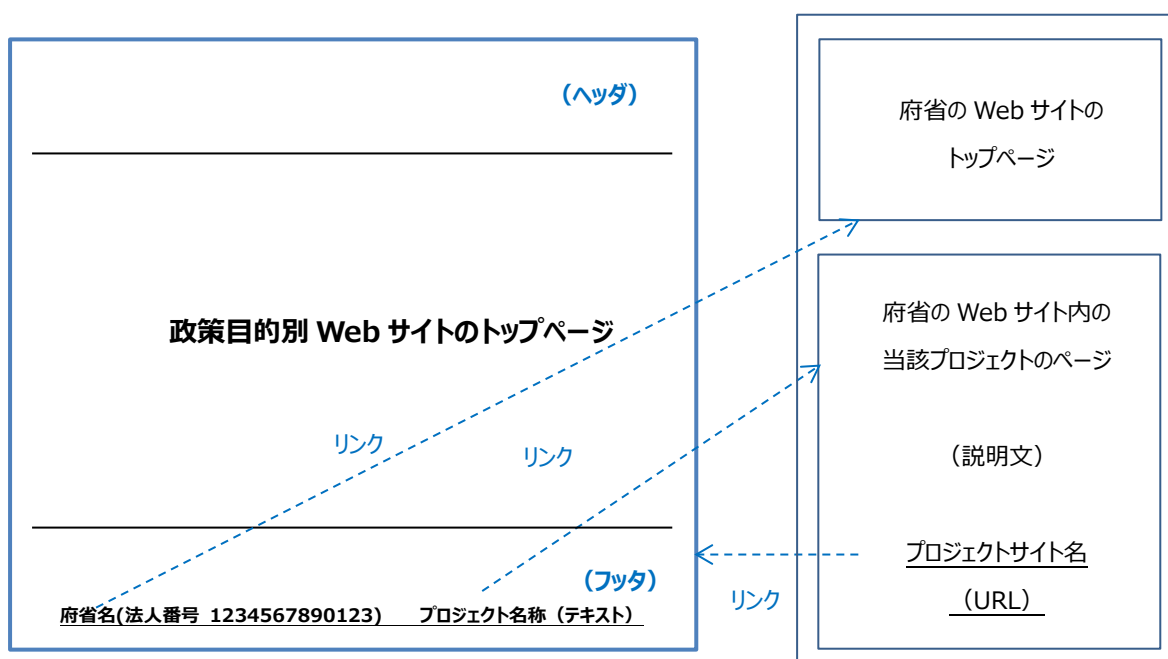 （ヘッダ）
政策目的別 Web サイトのトップページ
リンク
リンク
（フッタ）
府省名(法人番号 1234567890123) プロジェクト名称（テキスト）
府省の Web サイトの
トップページ
府省の Web サイト内の
当該プロジェクトのページ
（説明文）
プロジェクトサイト名
（URL）
リンク